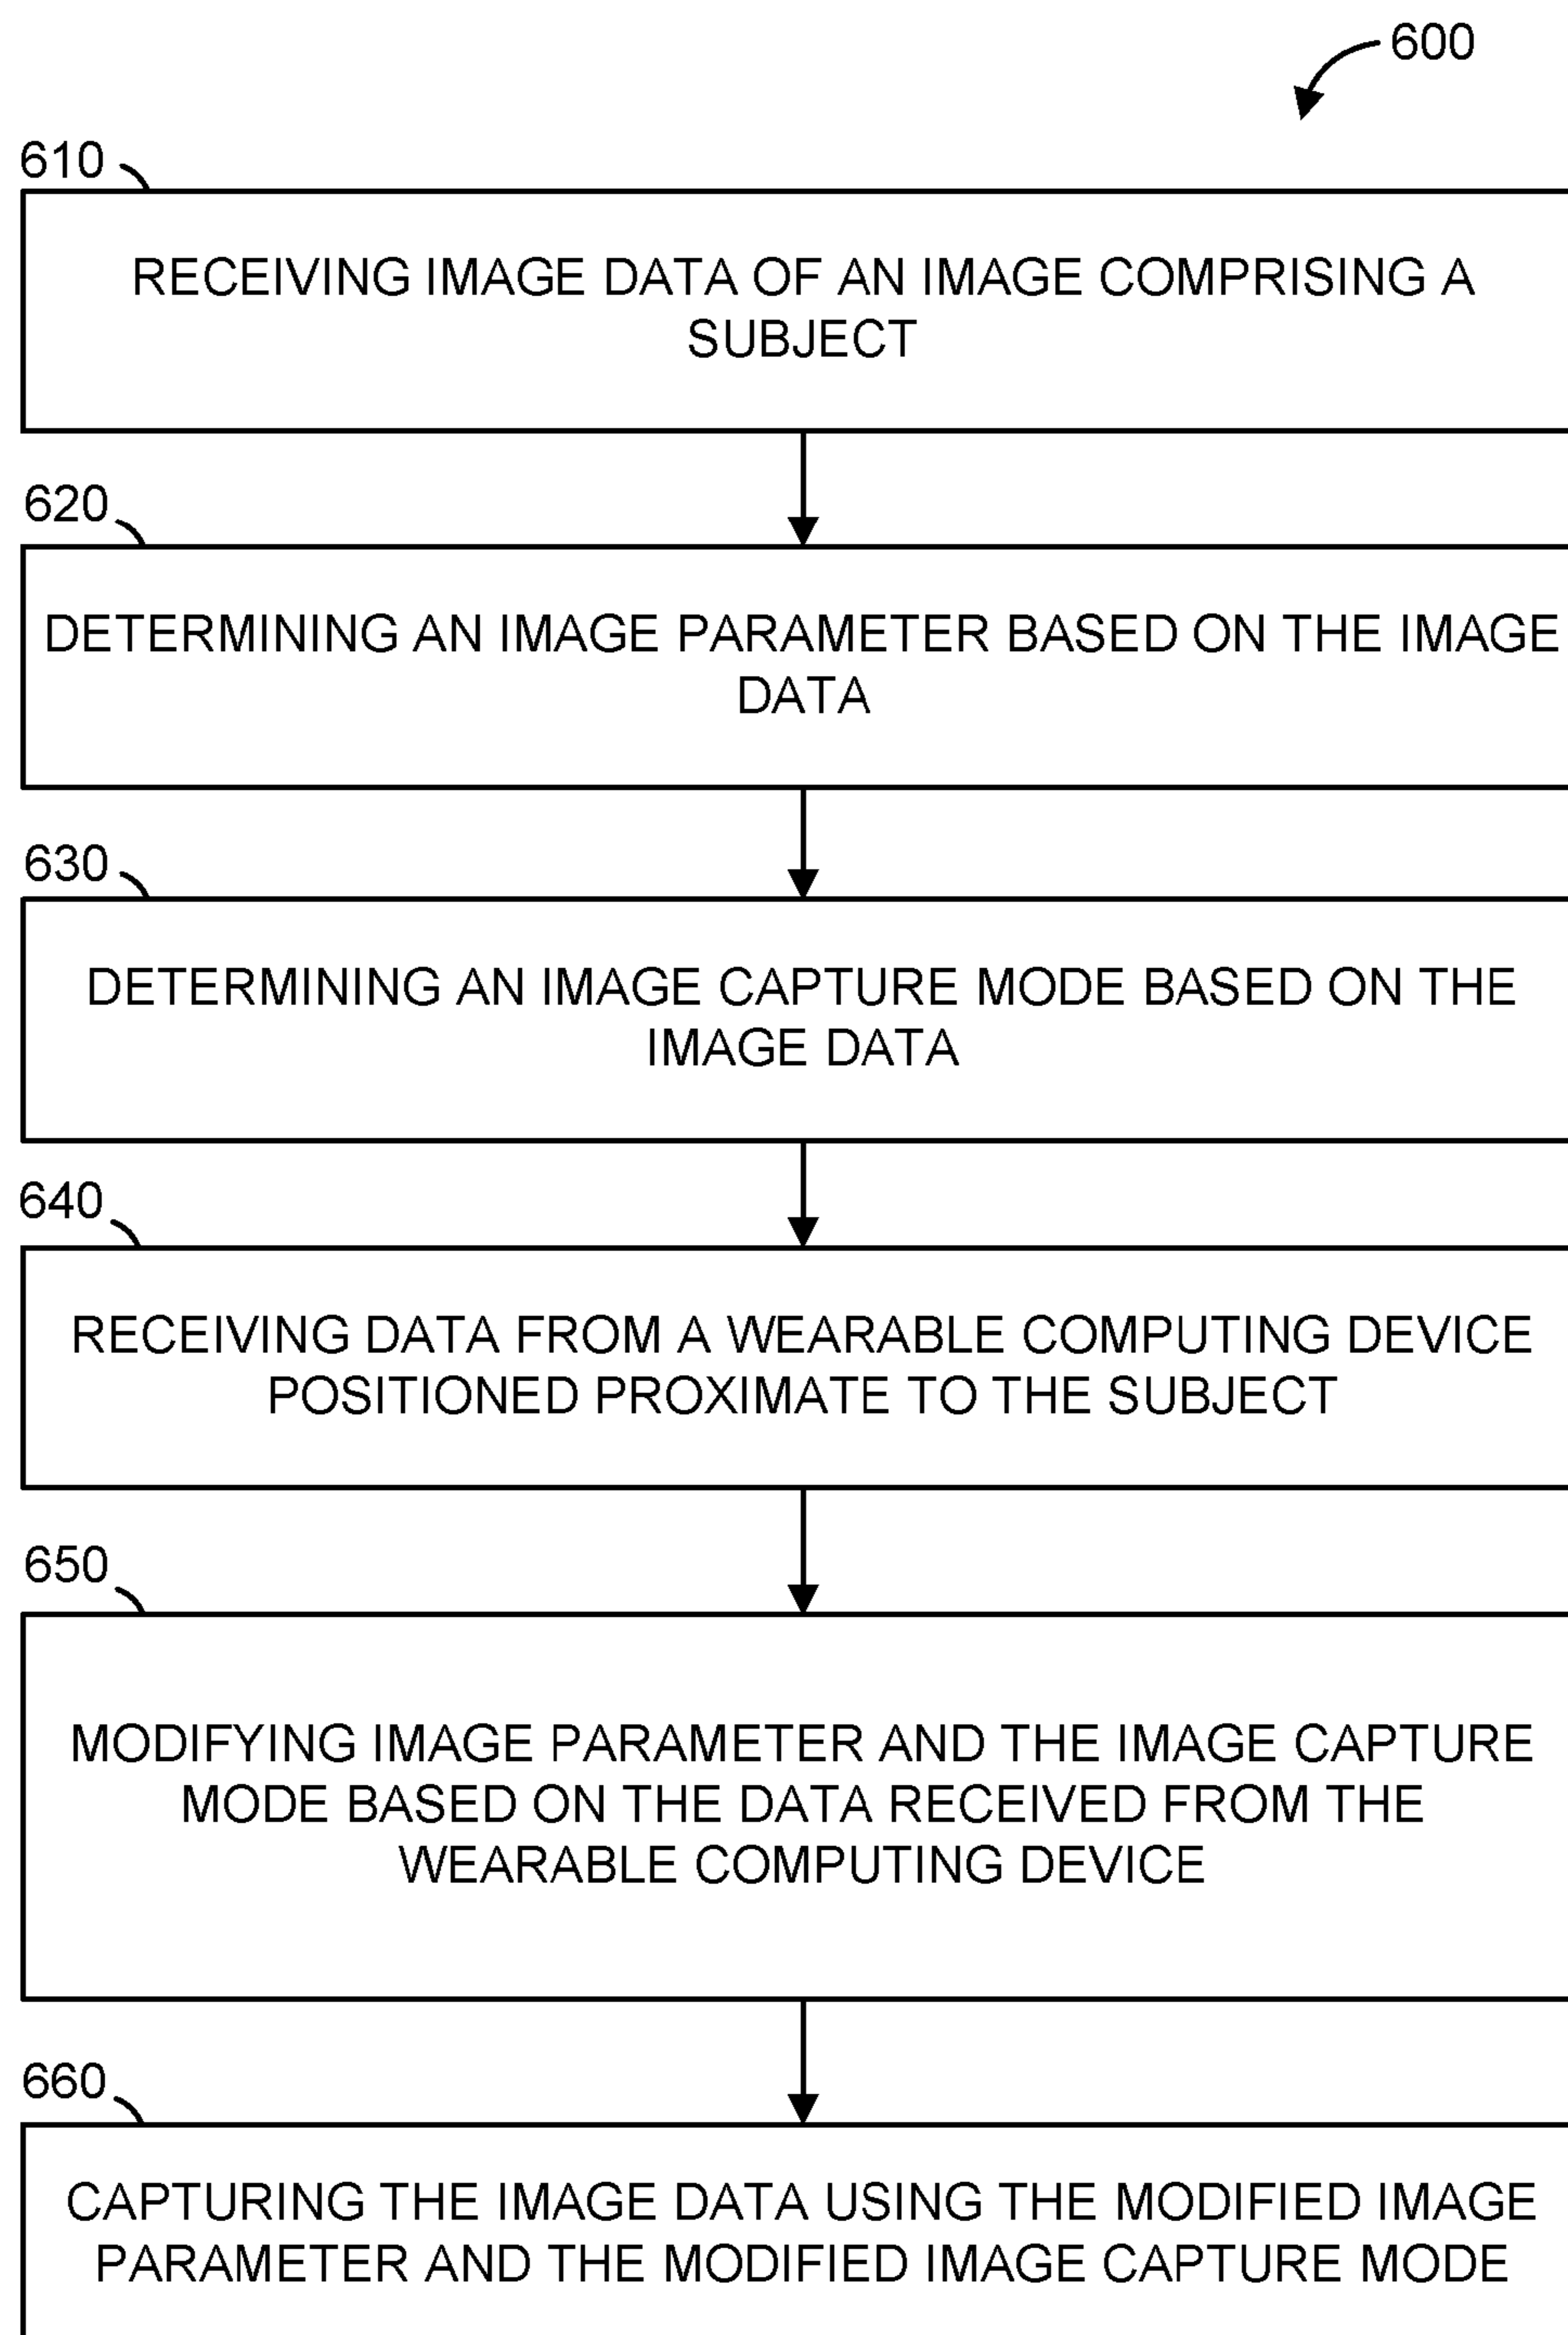 600
610
RECEIVING IMAGE DATA OF AN IMAGE COMPRISING A
SUBJECT
620
DETERMINING AN IMAGE PARAMETER BASED ON THE IMAGE
DATA
630
DETERMINING AN IMAGE CAPTURE MODE BASED ON THE
IMAGE DATA
640
RECEIVING DATA FROM A WEARABLE COMPUTING DEVICE
POSITIONED PROXIMATE TO THE SUBJECT
650
MODIFYING IMAGE PARAMETER AND THE IMAGE CAPTURE
MODE BASED ON THE DATA RECEIVED FROM THE
WEARABLE COMPUTING DEVICE
660
CAPTURING THE IMAGE DATA USING THE MODIFIED IMAGE
PARAMETER AND THE MODIFIED IMAGE CAPTURE MODE